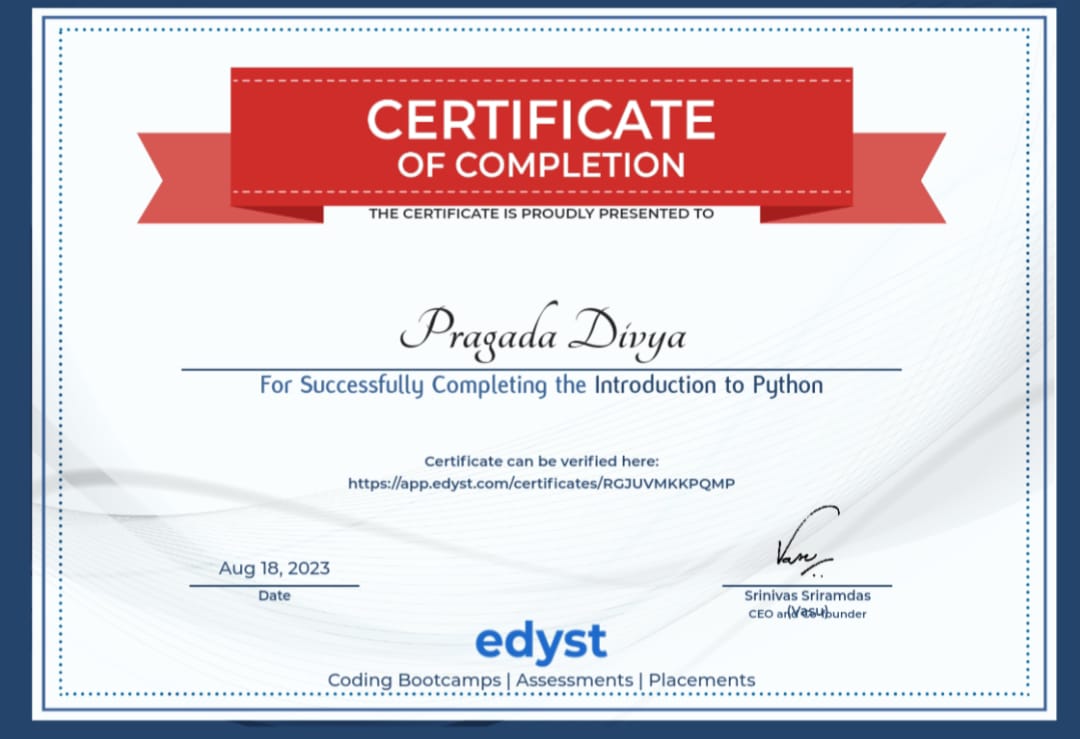 CERTIFICATE
OF COMPLETION
THE CERTIFICATE IS PROUDLY PRESENTED TO
Pragada Divya
For Successfully Completing the Introduction to Python
Certificate can be verified here:
https://app.edyst.com/certificates/RGJUVMKKPQMP
Vasu
Aug 18, 2023
Date
Srinivas Sriramdas
(Vasu)
CEO and Co-founder
edyst
Coding Bootcamps | Assessments | Placements